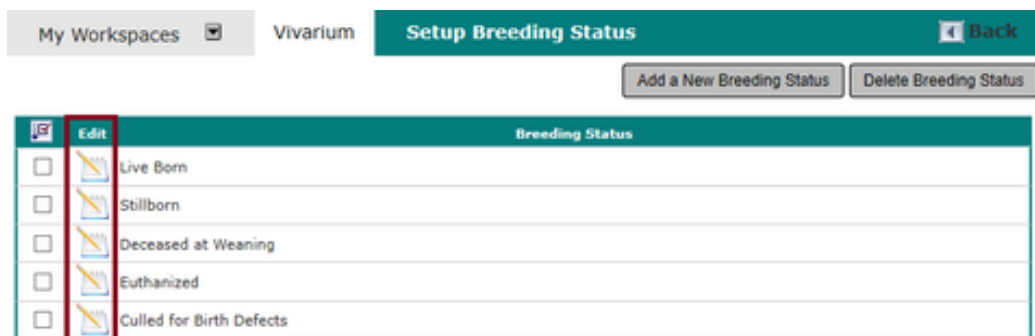 My Workspaces Vivarium Setup Breeding Status Back
Add a New Breeding Status Delete Breeding Status
Edit Breeding Status
Live Born
Stillborn
Deceased at Weaning
Euthanized
Culled for Birth Defects